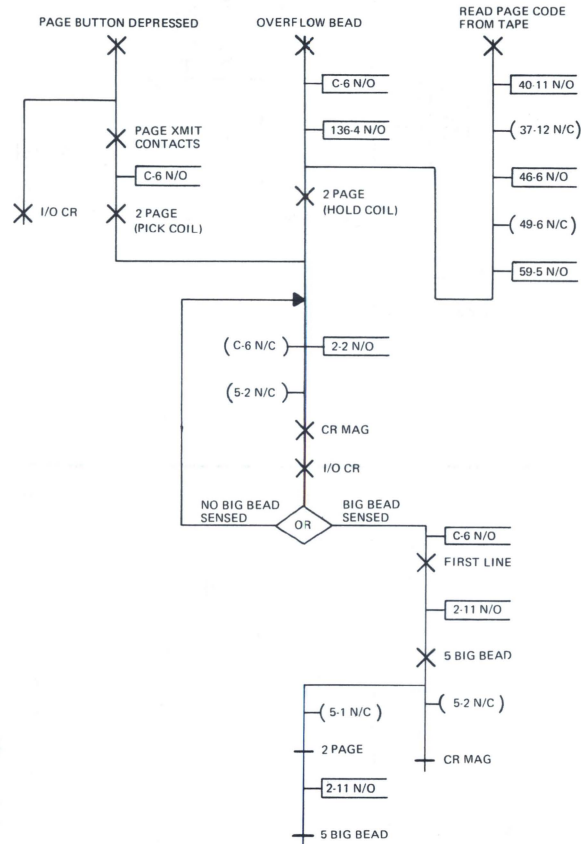 PAGE BUTTON DEPRESSED
OVERFLOW BEAD
READ PAGE CODE
FROM TAPE
C-6 N/O
40-11 N/O
136-4 N/O
37-12 N/C
PAGE XMIT
CONTACTS
C-6 N/O
46-6 N/O
I/O CR
2 PAGE
(PICK COIL)
2 PAGE
(HOLD COIL)
49-6 N/C
59-5 N/O
C-6 N/C
2-2 N/O
5-2 N/C
CR MAG
I/O CR
NO BIG BEAD
SENSED
OR
BIG BEAD
SENSED
C-6 N/O
FIRST LINE
2-11 N/O
5 BIG BEAD
5-1 N/C
5-2 N/C
2 PAGE
CR MAG
2-11 N/O
5 BIG BEAD